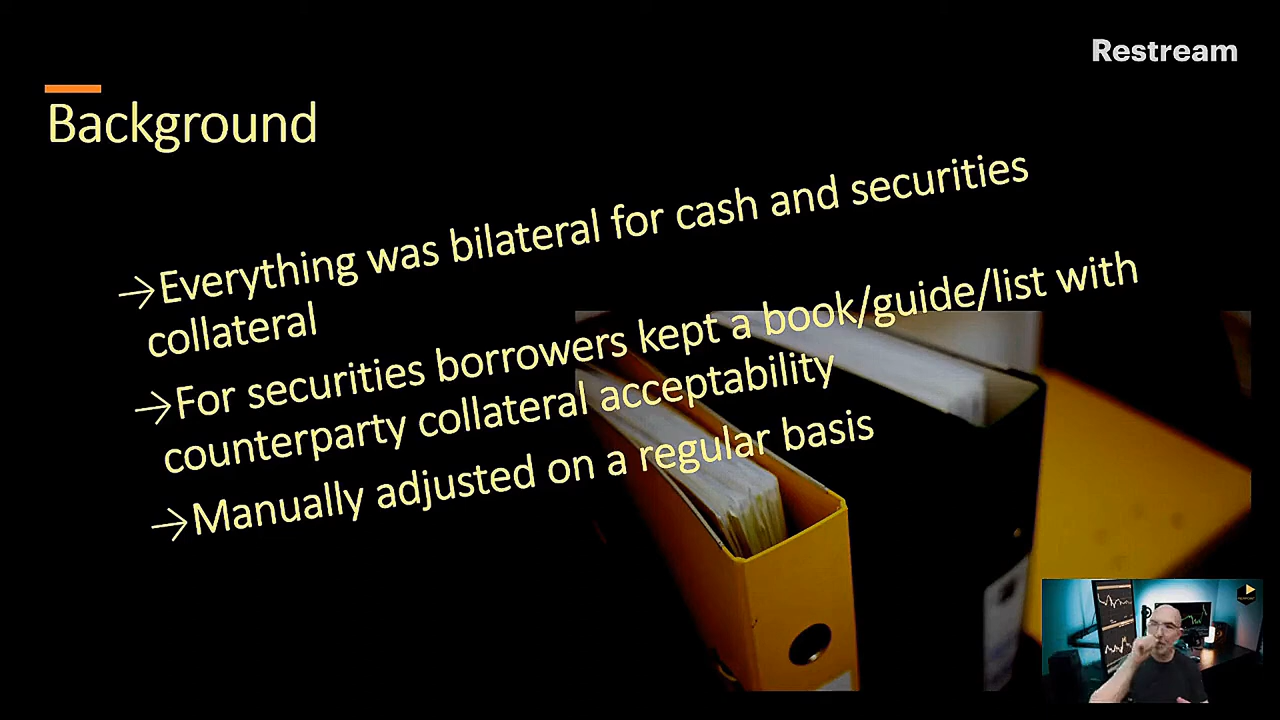 Restream
Background
→Everything was bilateral for cash and securities
collateral
→For securities borrowers kept a book/guide/list with
counterparty collateral acceptability
→Manually adjusted on a regular basis